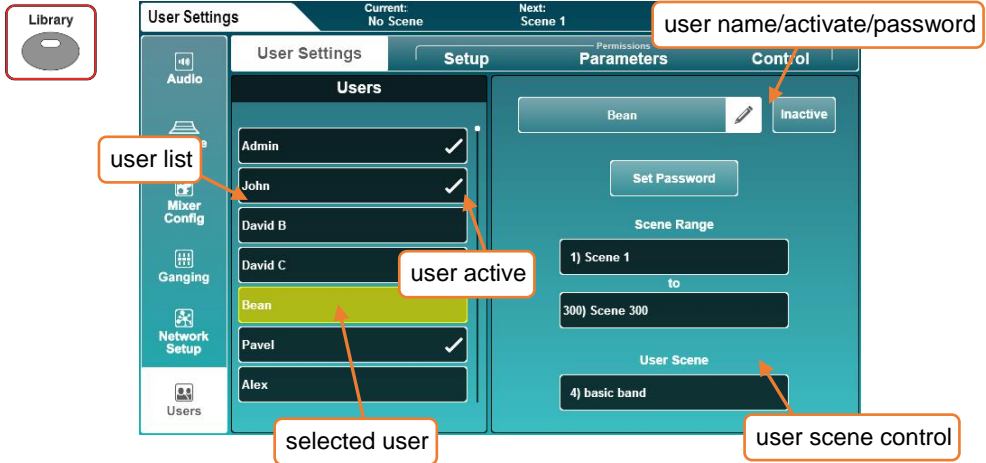 Library
User Settings
Current:
No Scene
Next:
Scene 1
user name/activate/password
User Settings
Permissions
Setup
Parameters
Control
Audio
Users
Bean
Inactive
user list
Admin
John
Set Password
Mixer
Config
David B
Scene Range
Ganging
David C
user active
1) Scene 1
to
Bean
300) Scene 300
Network
Setup
Pavel
User Scene
Alex
4) basic band
Users
selected user
user scene control